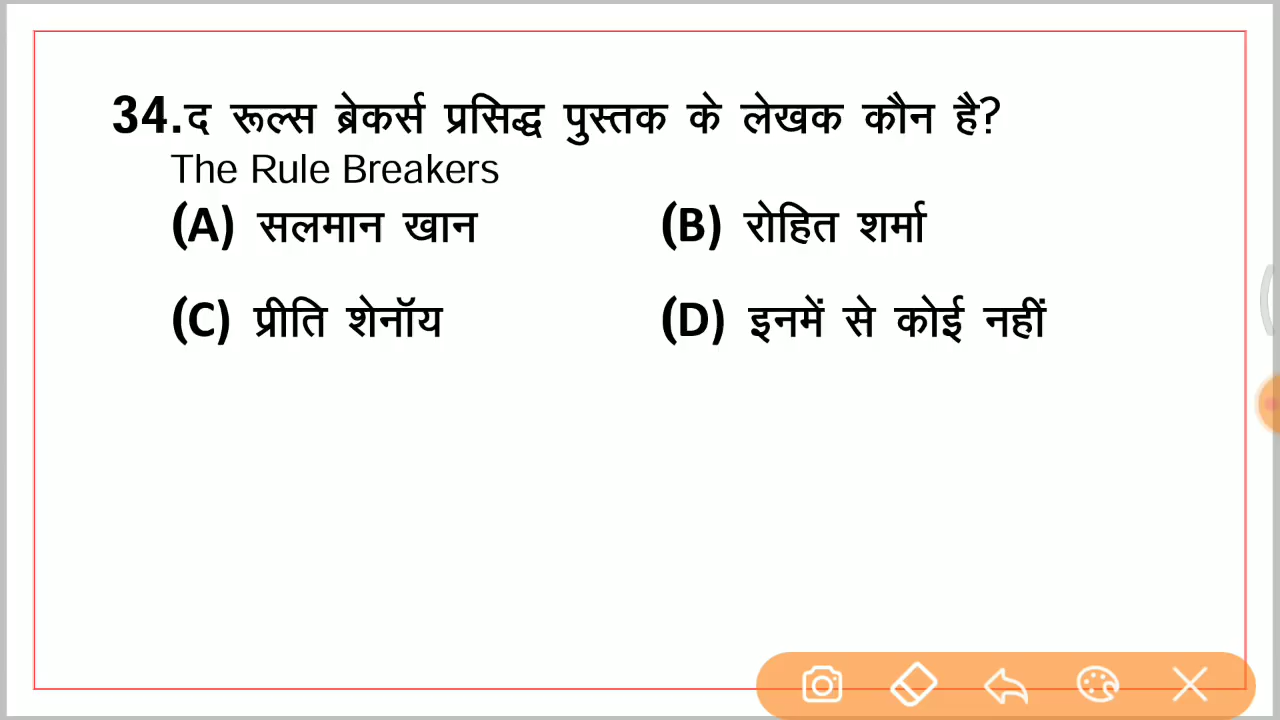 34.द रूल्स ब्रेकर्स प्रसिद्ध पुस्तक के लेखक कौन है?
The Rule Breakers
(A) सलमान खान (B) रोहित शर्मा
(C) प्रीति शेनॉय (D) इनमें से कोई नहीं